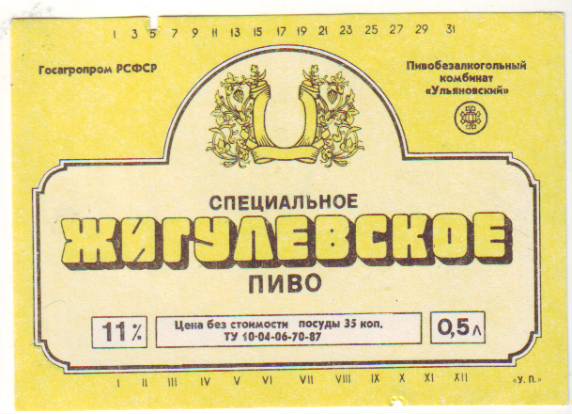 1 3 5 7 9 11 13 15 17 19 21 23 25 27 29 31
Госагропром РСФСР
Пивобезалкогольный
комбинат
«Ульяновский»
СПЕЦИАЛЬНОЕ
ЖИГУЛЕВСКОЕ
ПИВО
11%
Цена без стоимости посуды 35 коп.
ТУ 10-04-06-70-87
0,5л
I II III IV V VI VII VIII IX X XI XII
«У. П.»